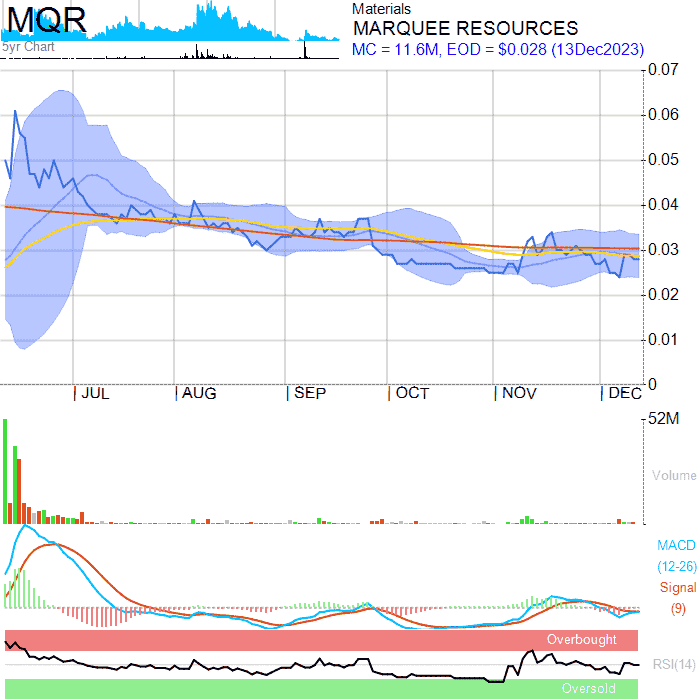 MQR
5yr Chart
Materials
MARQUEE RESOURCES
MC = 11.6M, EOD = $0.028 (13Dec2023)
0.07
0.06
0.05
0.04
0.03
0.02
0.01
0
JUL AUG SEP OCT NOV DEC
52M
Volume
MACD
(12-26)
Signal
(9)
Overbought
RSI(14)
Oversold